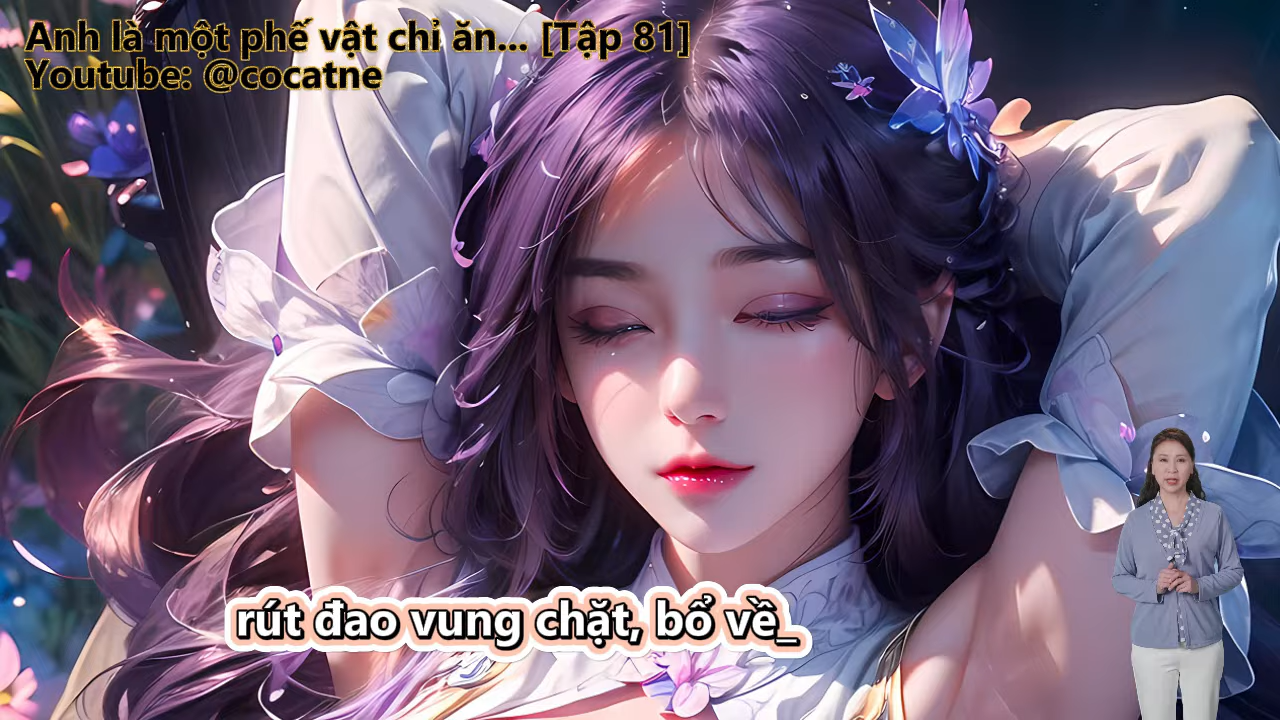 Anh là một phế vật chỉ ăn... [Tập 81]
Youtube: @cocatne
rút đao vung chặt, bổ về_